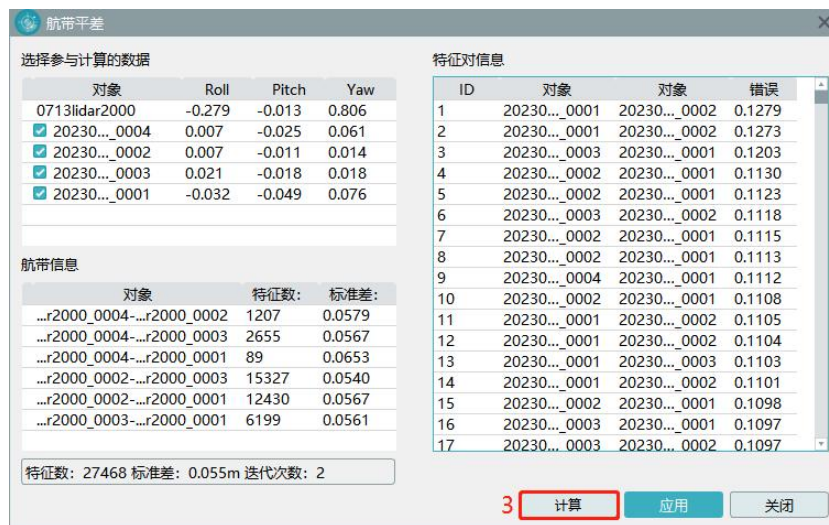 航带平差
选择参与计算的数据
对象 Roll Pitch Yaw
0713lidar2000 -0.279 -0.013 0.806
20230..._0004 0.007 -0.025 0.061
20230..._0002 0.007 -0.011 0.014
20230..._0003 0.021 -0.018 0.018
20230..._0001 -0.032 -0.049 0.076
航带信息
对象 特征数: 标准差:
...r2000_0004-...r2000_0002 1207 0.0579
...r2000_0004-...r2000_0003 2655 0.0567
...r2000_0004-...r2000_0001 89 0.0653
...r2000_0002-...r2000_0003 15327 0.0540
...r2000_0002-...r2000_0001 12430 0.0567
...r2000_0003-...r2000_0001 6199 0.0561
特征数: 27468 标准差: 0.055m 迭代次数: 2
特征对信息
ID 对象 对象 错误
1 20230..._0001 20230..._0002 0.1279
2 20230..._0001 20230..._0002 0.1273
3 20230..._0003 20230..._0001 0.1203
4 20230..._0002 20230..._0001 0.1130
5 20230..._0002 20230..._0001 0.1123
6 20230..._0003 20230..._0002 0.1118
7 20230..._0002 20230..._0001 0.1115
8 20230..._0002 20230..._0001 0.1113
9 20230..._0004 20230..._0001 0.1112
10 20230..._0002 20230..._0001 0.1108
11 20230..._0001 20230..._0002 0.1105
12 20230..._0001 20230..._0002 0.1104
13 20230..._0001 20230..._0003 0.1103
14 20230..._0001 20230..._0002 0.1101
15 20230..._0002 20230..._0001 0.1098
16 20230..._0003 20230..._0001 0.1097
17 20230..._0003 20230..._0002 0.1097
3 计算 应用 关闭